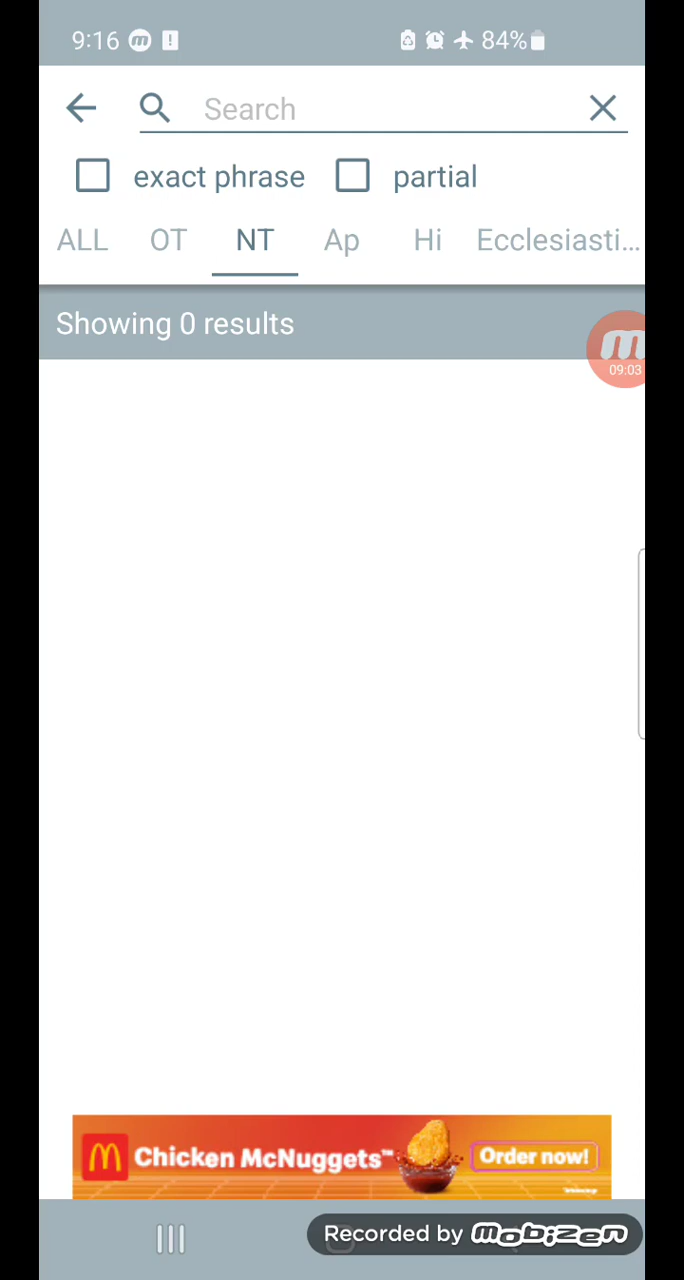 9:16 84%
Search
exact phrase partial
ALL OT NT Ap Hi Ecclesiasti...
Showing 0 results
09:03
Chicken McNuggets™ Order now!
Recorded by mobizen